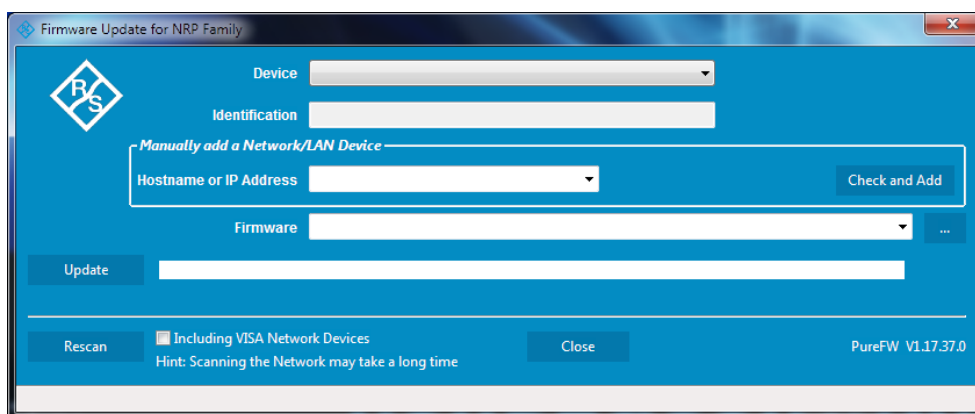 Firmware Update for NRP Family
R
S
Device
Identification
Manually add a Network/LAN Device
Hostname or IP Address
Check and Add
Firmware
...
Update
Rescan
Including VISA Network Devices
Hint: Scanning the Network may take a long time
Close
PureFW V1.17.37.0